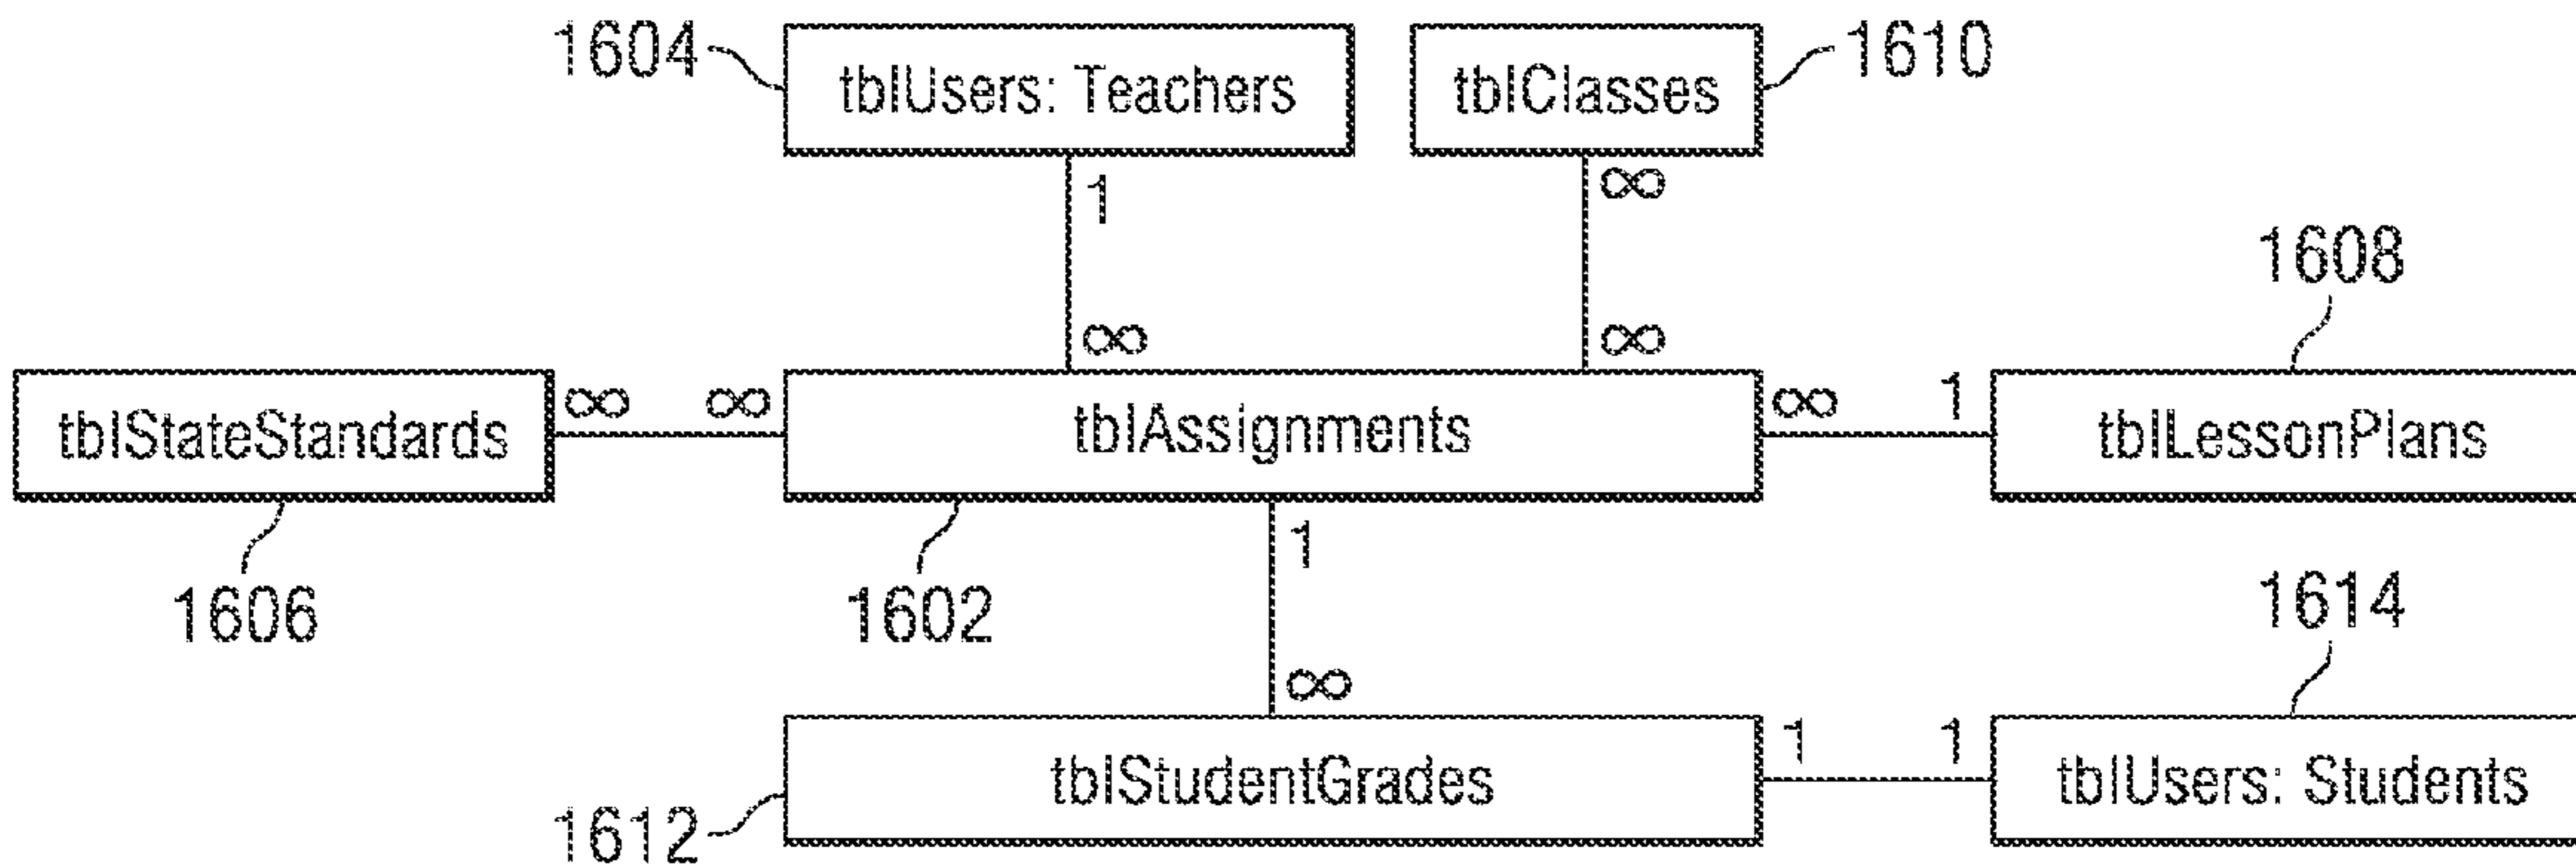 1604
tblUsers: Teachers
tblClasses
1610
1
∞
1608
∞
∞
tblStateStandards
∞
∞
tblAssignments
∞
1
tblLessonPlans
1606
1602
1
1614
∞
tblStudentGrades
1
1
tblUsers: Students
1612